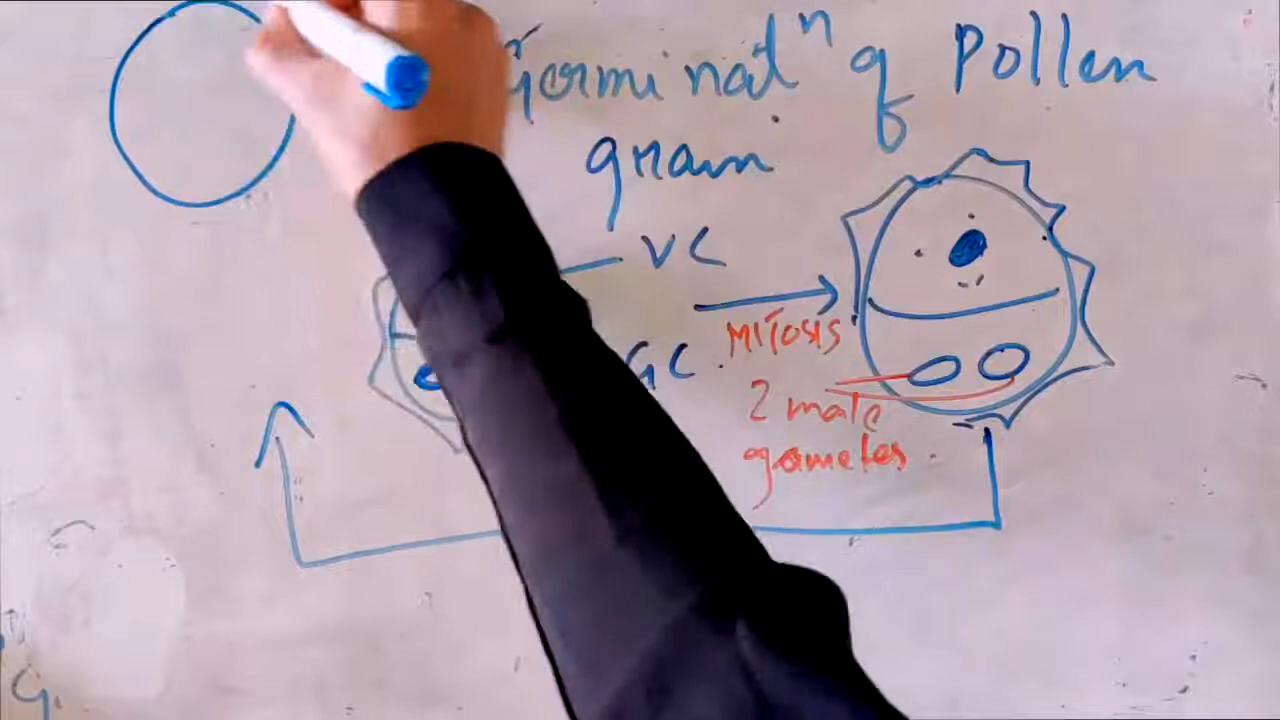 Germinatⁿ of Pollen
grain
VC
MITOSIS
GC
2 male
gametes
G